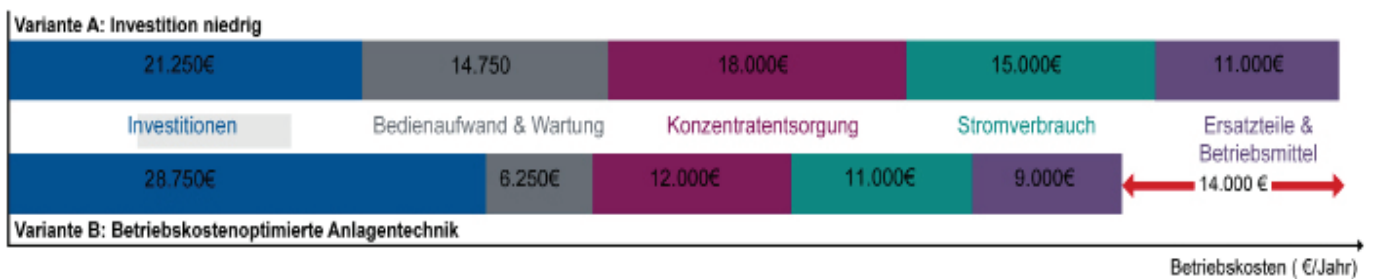 Variante A: Investition niedrig
21.250€ 14.750 18.000€ 15.000€ 11.000€
Investitionen Bedienaufwand & Wartung Konzentratentsorgung Stromverbrauch Ersatzteile &
Betriebsmittel
28.750€ 6.250€ 12.000€ 11.000€ 9.000€ 14.000 €
Variante B: Betriebskostenoptimierte Anlagentechnik
Betriebskosten ( €/Jahr)